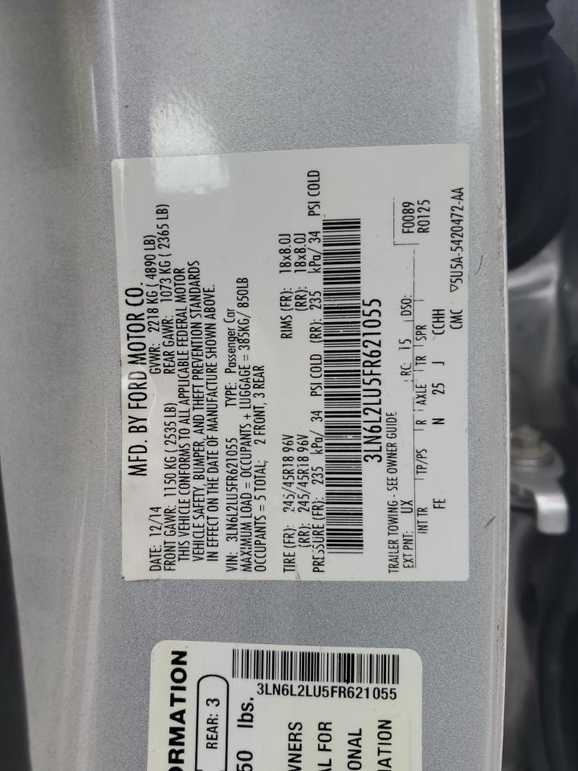 MFD. BY FORD MOTOR CO.
DATE: 12/14 GVWR: 2218 KG ( 4890 LB)
FRONT GAWR: 1150 KG ( 2535 LB) REAR GAWR: 1073 KG ( 2365 LB)
THIS VEHICLE CONFORMS TO ALL APPLICABLE FEDERAL MOTOR
VEHICLE SAFETY, BUMPER, AND THEFT PREVENTION STANDARDS
IN EFFECT ON THE DATE OF MANUFACTURE SHOWN ABOVE.
VIN: 3LN6L2LU5FR621055 TYPE: Passenger Car
MAXIMUM LOAD = OCCUPANTS + LUGGAGE = 385KG/ 850LB
OCCUPANTS = 5 TOTAL: 2 FRONT, 3 REAR
TIRE (FR): 245/45R18 96V RIMS (FR): 18x8.0J
(RR): 245/45R18 96V (RR): 18x8.0J
PRESSURE (FR): 235 kPa/ 34 PSI COLD (RR): 235 kPa/ 34 PSI COLD
3LN6L2LU5FR621055
TRAILER TOWING - SEE OWNER GUIDE F0089
EXT PNT: UX RC: 15 DSO: R0125
INT TR TP/PS R AXLE TR SPR
FE N 25 J CCHH
CMC ▽5U5A-5420472-AA
3LN6L2LU5FR621055
ORMATION
REAR: 3
50 lbs.
WNERS
AL FOR
IONAL
ATION